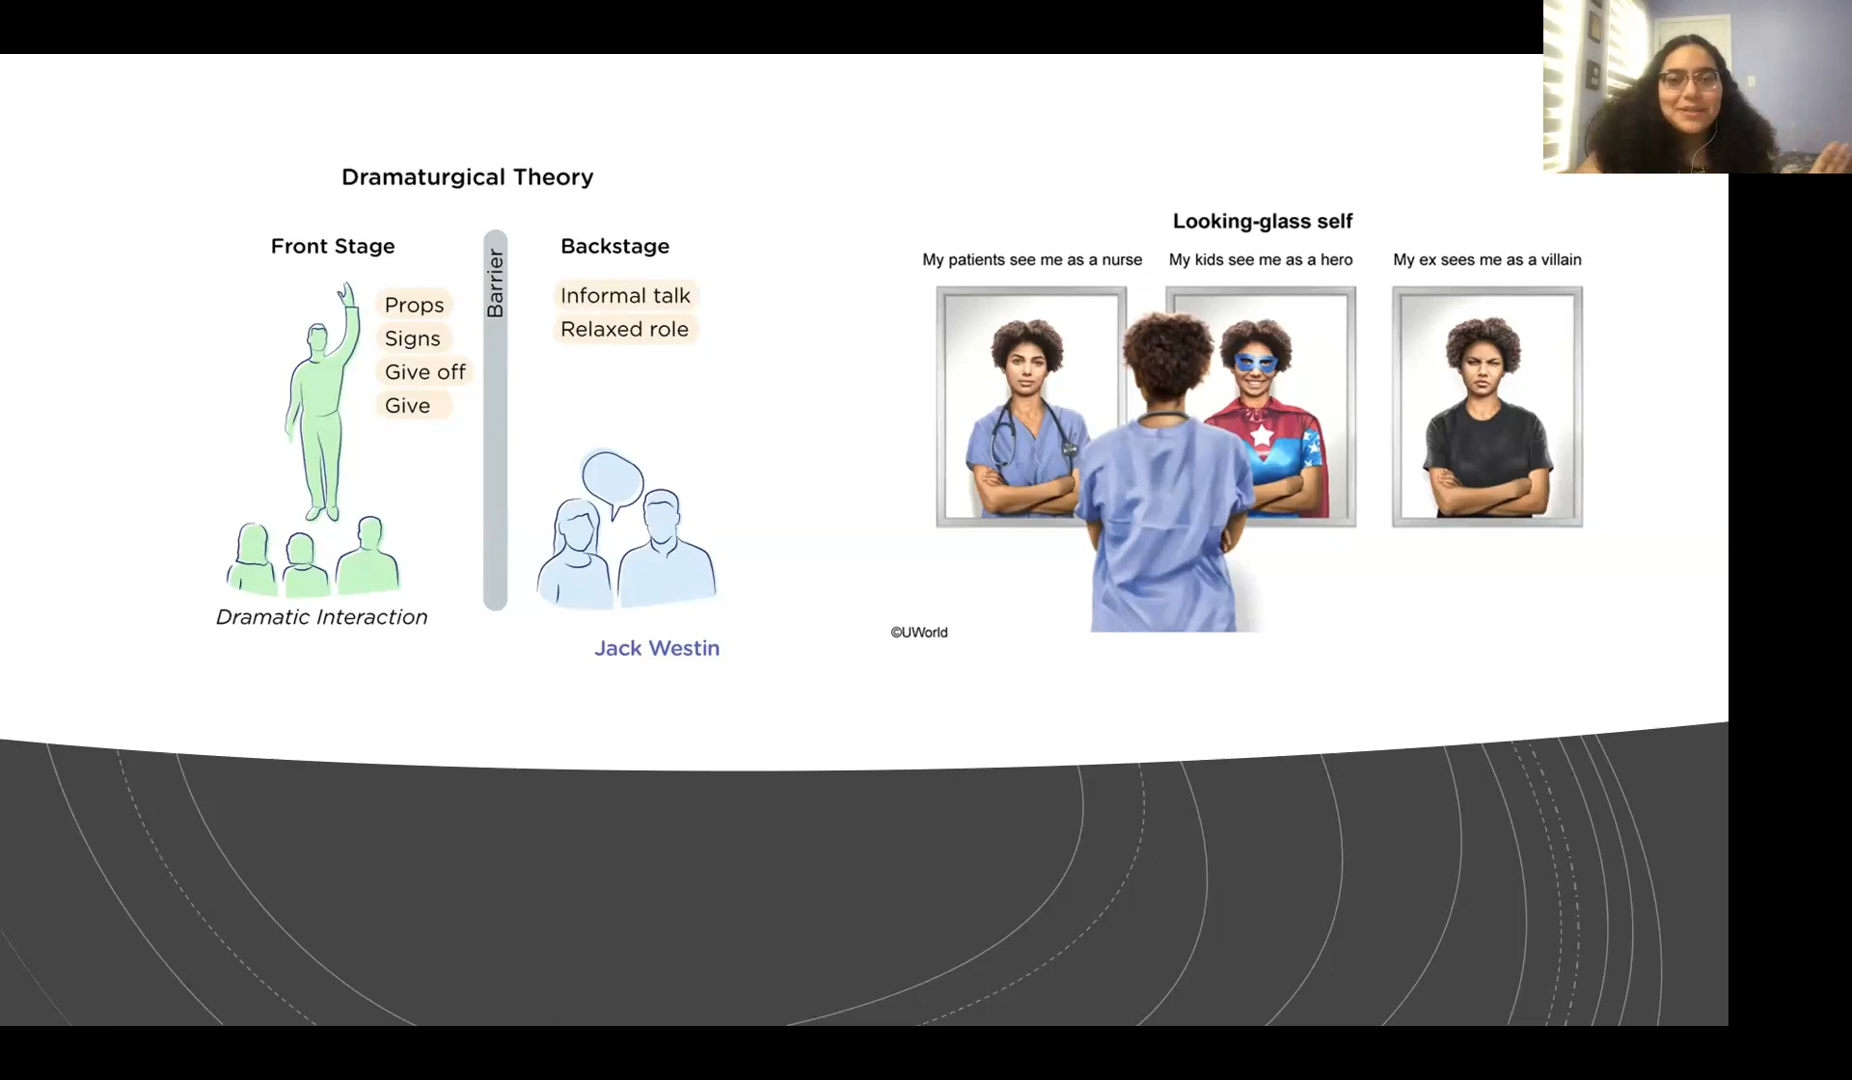 Dramaturgical Theory
Front Stage
Props
Signs
Give off
Give
Barrier
Backstage
Informal talk
Relaxed role
Dramatic Interaction
Jack Westin
Looking-glass self
My patients see me as a nurse
My kids see me as a hero
My ex sees me as a villain
©UWorld